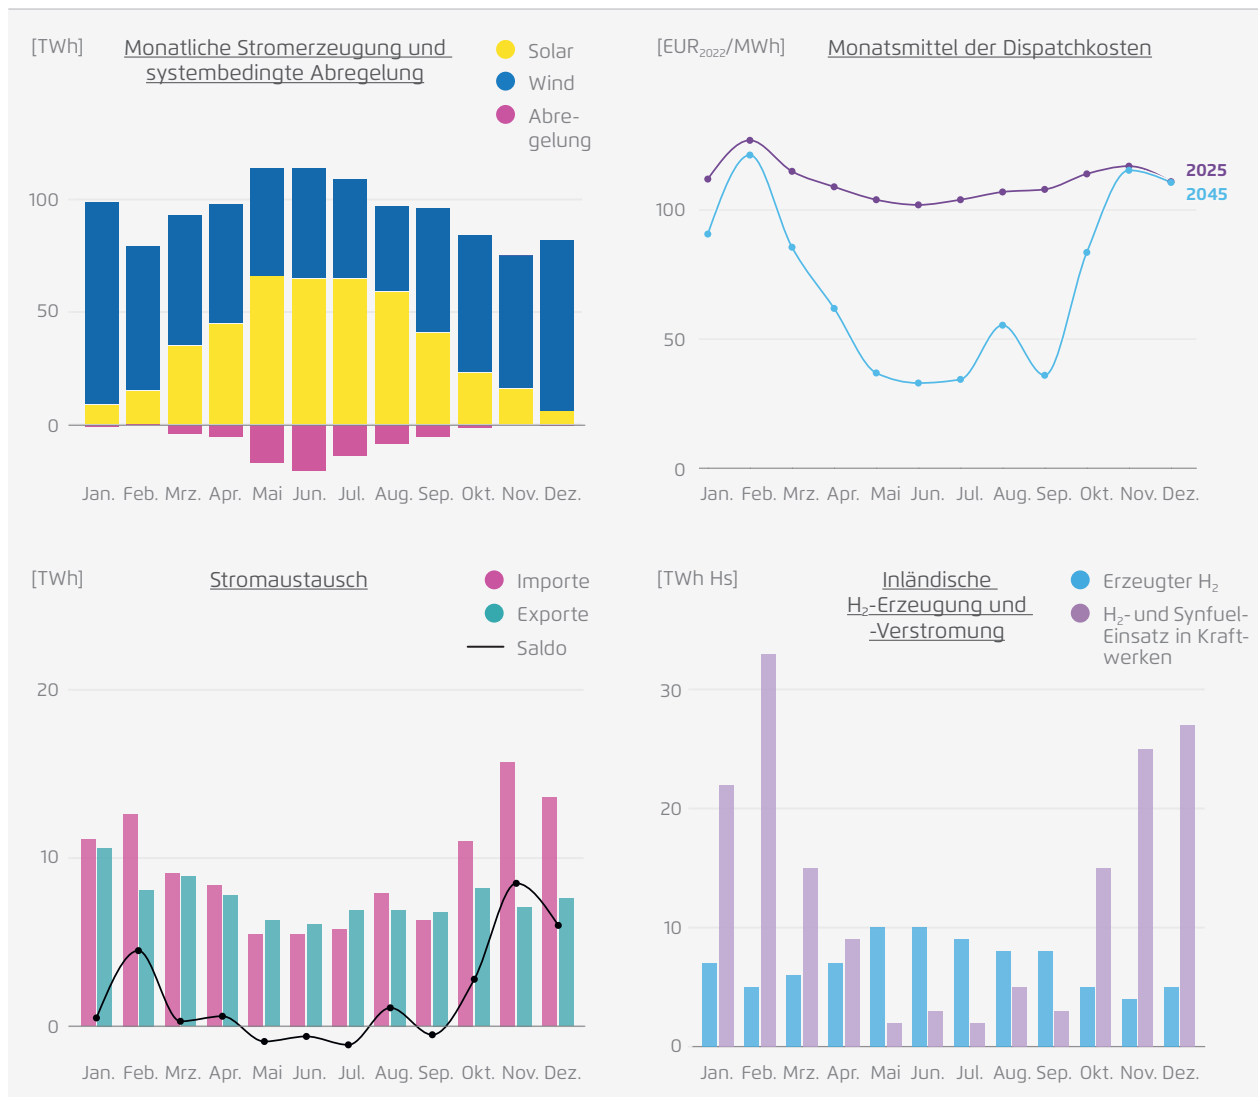 [TWh]
Monatliche Stromerzeugung und
systembedingte Abregelung
Solar
Wind
Abre-
gelung
100
50
0
Jan. Feb. Mrz. Apr. Mai Jun. Jul. Aug. Sep. Okt. Nov. Dez.
[EUR₂₀₂₂/MWh]
Monatsmittel der Dispatchkosten
2025
2045
100
50
0
Jan. Feb. Mrz. Apr. Mai Jun. Jul. Aug. Sep. Okt. Nov. Dez.
[TWh]
Stromaustausch
Importe
Exporte
Saldo
20
10
0
Jan. Feb. Mrz. Apr. Mai Jun. Jul. Aug. Sep. Okt. Nov. Dez.
[TWh Hs]
Inländische
H₂-Erzeugung und
-Verstromung
Erzeugter H₂
H₂- und Synfuel-
Einsatz in Kraft-
werken
30
20
10
0
Jan. Feb. Mrz. Apr. Mai Jun. Jul. Aug. Sep. Okt. Nov. Dez.